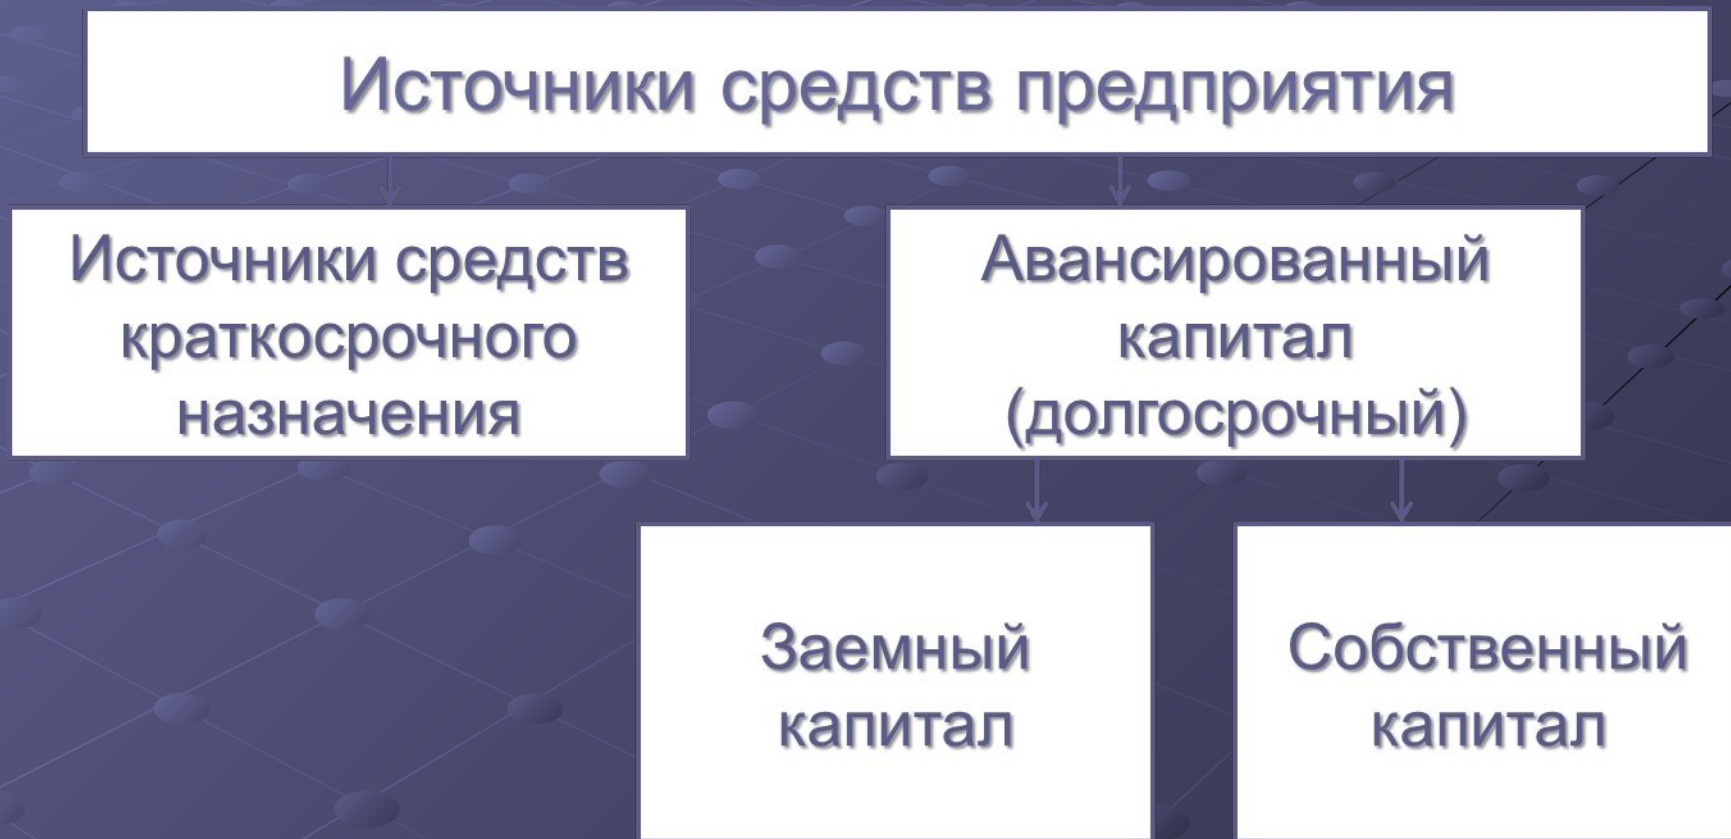 Источники средств предприятия
Источники средств
краткосрочного
назначения
Авансированный
капитал
(долгосрочный)
Заемный
капитал
Собственный
капитал